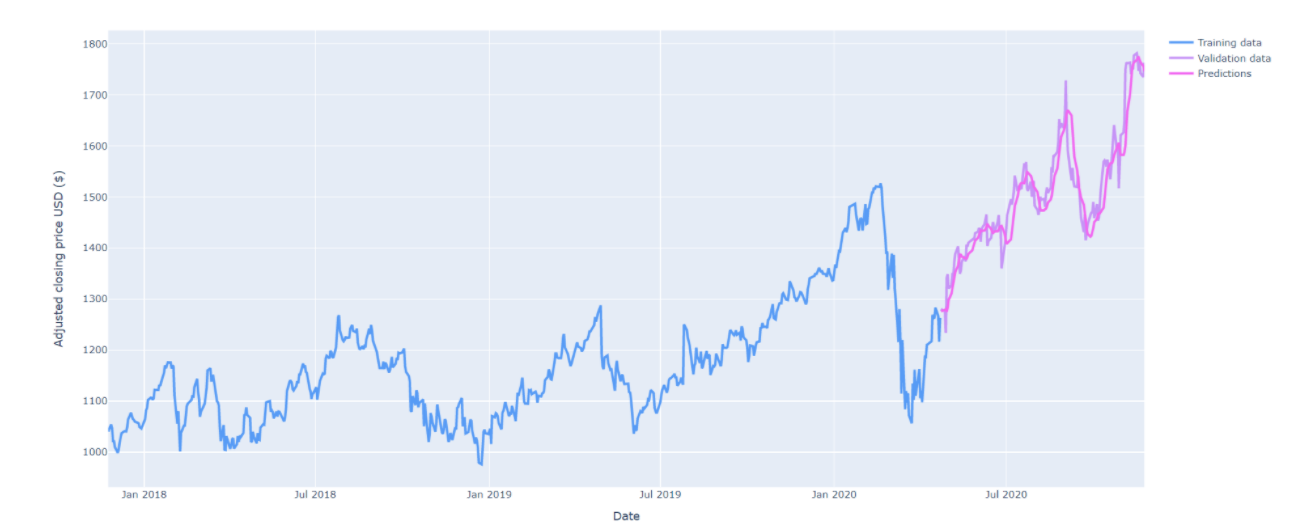 1800
1700
1600
1500
1400
1300
1200
1100
1000
Adjusted closing price USD ($)
Jan 2018
Jul 2018
Jan 2019
Jul 2019
Jan 2020
Jul 2020
Date
Training data
Validation data
Predictions